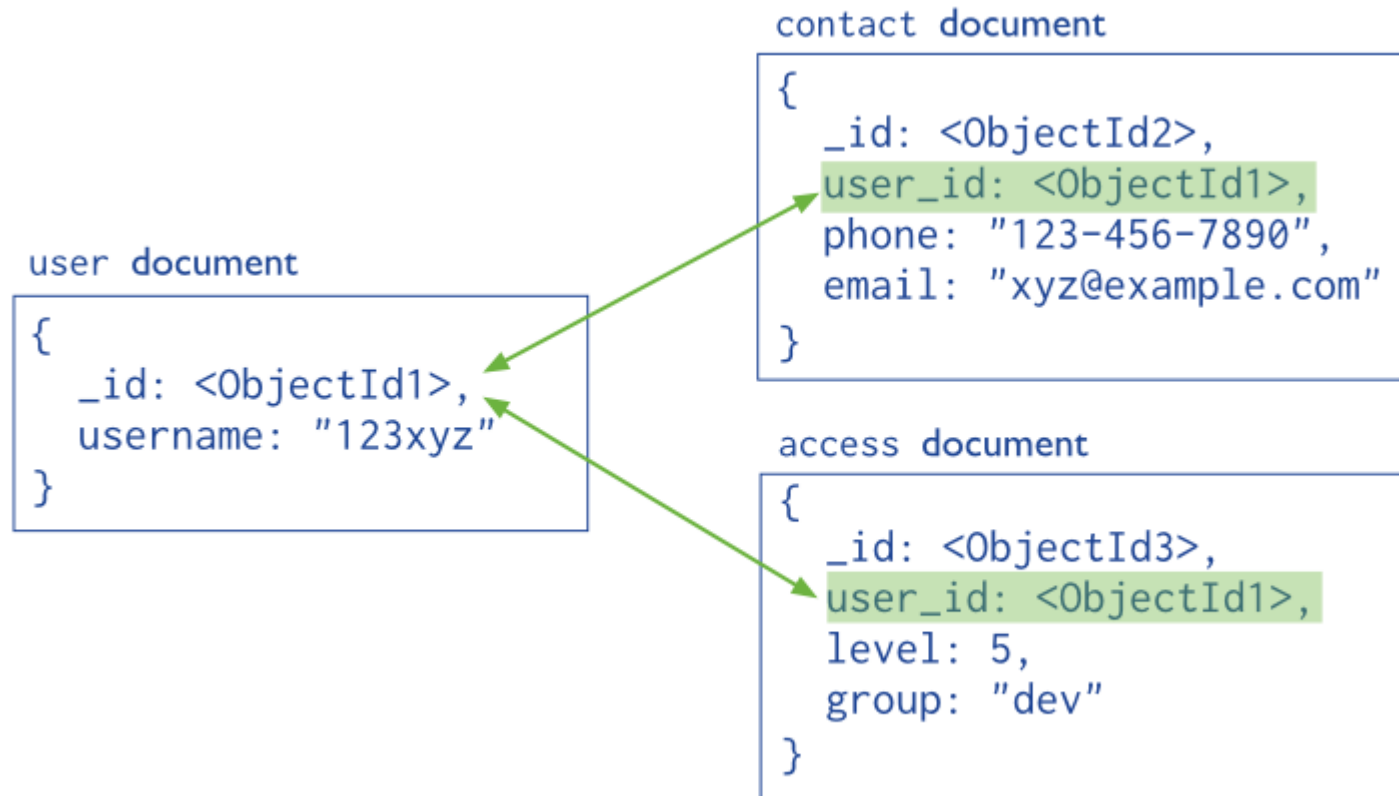 contact document
{
_id: <ObjectId2>,
user_id: <ObjectId1>,
phone: "123-456-7890",
email: "xyz@example.com"
}
user document
{
_id: <ObjectId1>,
username: "123xyz"
}
access document
{
_id: <ObjectId3>,
user_id: <ObjectId1>,
level: 5,
group: "dev"
}